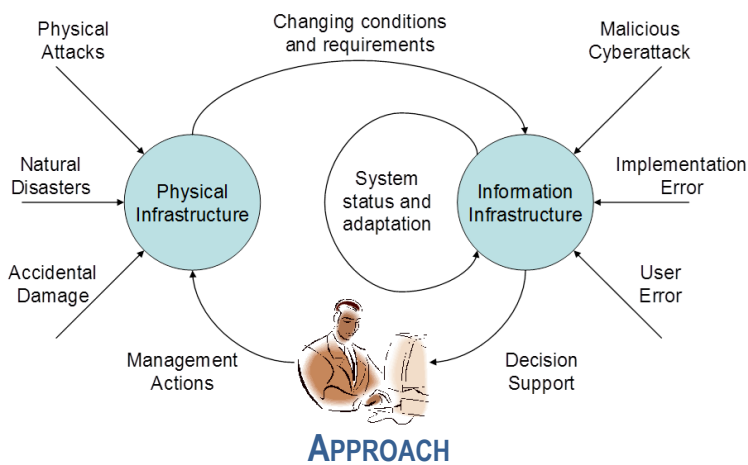 Physical
Attacks
Changing conditions
and requirements
Malicious
Cyberattack
Natural
Disasters
Physical
Infrastructure
System
status and
adaptation
Information
Infrastructure
Implementation
Error
Accidental
Damage
User
Error
Management
Actions
Decision
Support
APPROACH